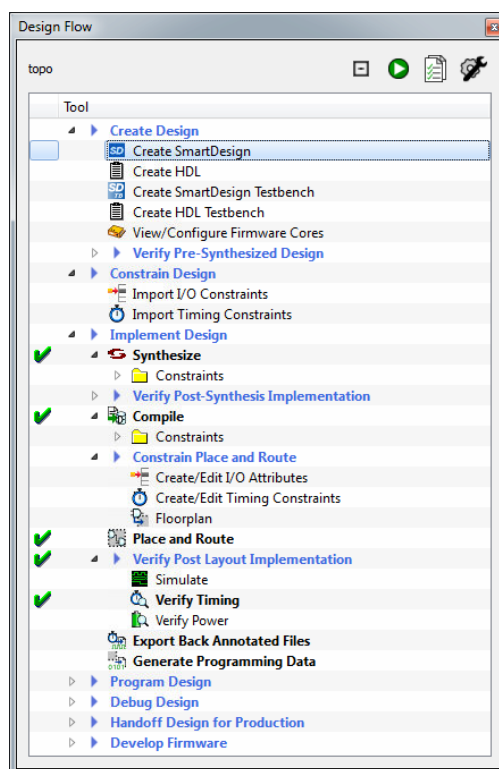 Design Flow
topo
Tool
Create Design
SD Create SmartDesign
Create HDL
SD Create SmartDesign Testbench
Create HDL Testbench
View/Configure Firmware Cores
Verify Pre-Synthesized Design
Constrain Design
Import I/O Constraints
Import Timing Constraints
Implement Design
Synthesize
Constraints
Verify Post-Synthesis Implementation
Compile
Constraints
Constrain Place and Route
Create/Edit I/O Attributes
Create/Edit Timing Constraints
Floorplan
Place and Route
Verify Post Layout Implementation
Simulate
Verify Timing
Verify Power
Export Back Annotated Files
Generate Programming Data
Program Design
Debug Design
Handoff Design for Production
Develop Firmware